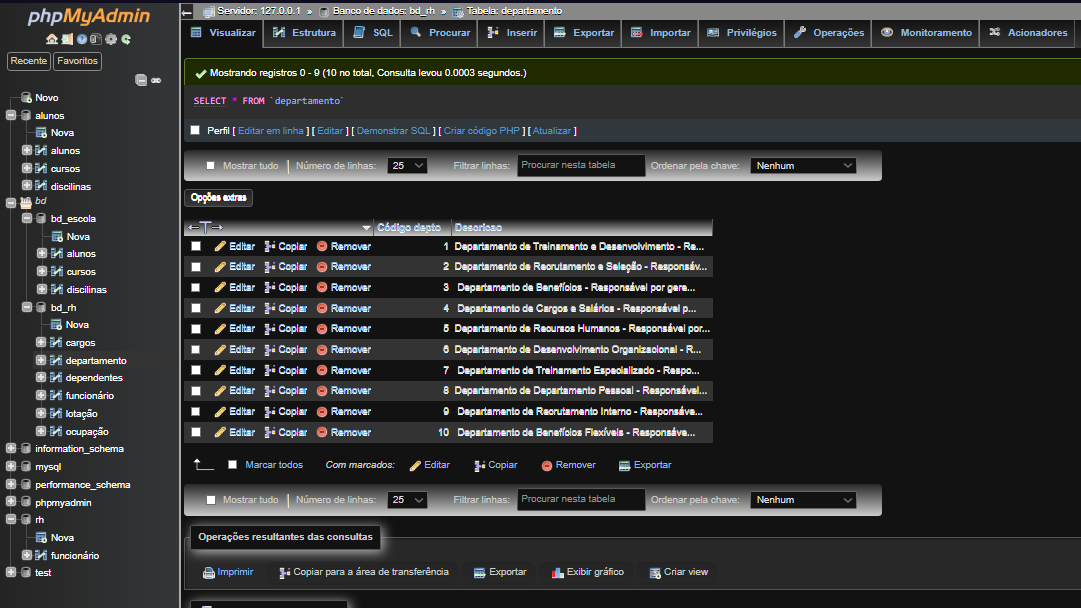 phpMyAdmin
Recente Favoritos
Novo
alunos
Nova
alunos
cursos
discilinas
bd
bd_escola
Nova
alunos
cursos
discilinas
bd_rh
Nova
cargos
departamento
dependentes
funcionário
lotação
ocupação
information_schema
mysql
performance_schema
phpmyadmin
rh
Nova
funcionário
test
Servidor: 127.0.0.1 » Banco de dados: bd_rh » Tabela: departamento
Visualizar Estrutura SQL Procurar Inserir Exportar Importar Privilégios Operações Monitoramento Acionadores
Mostrando registros 0 - 9 (10 no total, Consulta levou 0.0003 segundos.)
SELECT * FROM `departamento`
Perfil [ Editar em linha ] [ Editar ] [ Demonstrar SQL ] [ Criar código PHP ] [ Atualizar ]
Mostrar tudo Número de linhas: 25 Filtrar linhas: Procurar nesta tabela Ordenar pela chave: Nenhum
Opções extras
Código_depto Descricao
Editar Copiar Remover 1 Departamento de Treinamento e Desenvolvimento - Re...
Editar Copiar Remover 2 Departamento de Recrutamento e Seleção - Responsáv...
Editar Copiar Remover 3 Departamento de Benefícios - Responsável por gere...
Editar Copiar Remover 4 Departamento de Cargos e Salários - Responsável p...
Editar Copiar Remover 5 Departamento de Recursos Humanos - Responsável por...
Editar Copiar Remover 6 Departamento de Desenvolvimento Organizacional - R...
Editar Copiar Remover 7 Departamento de Treinamento Especializado - Respo...
Editar Copiar Remover 8 Departamento de Departamento Pessoal - Responsável...
Editar Copiar Remover 9 Departamento de Recrutamento Interno - Responsáve...
Editar Copiar Remover 10 Departamento de Benefícios Flexíveis - Responsáve...
Marcar todos Com marcados: Editar Copiar Remover Exportar
Mostrar tudo Número de linhas: 25 Filtrar linhas: Procurar nesta tabela Ordenar pela chave: Nenhum
Operações resultantes das consultas
Imprimir Copiar para a área de transferência Exportar Exibir gráfico Criar view